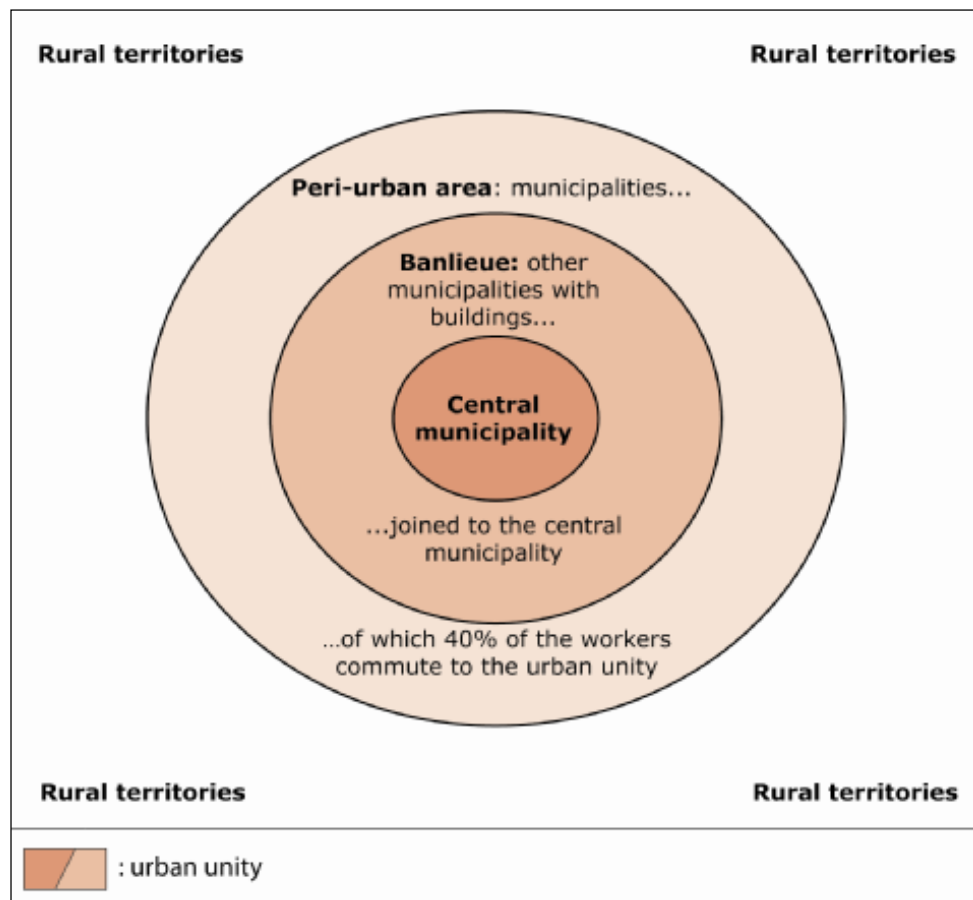 Rural territories
Rural territories
Peri-urban area: municipalities...
Banlieue: other
municipalities with
buildings...
Central
municipality
...joined to the central
municipality
...of which 40% of the workers
commute to the urban unity
Rural territories
Rural territories
: urban unity